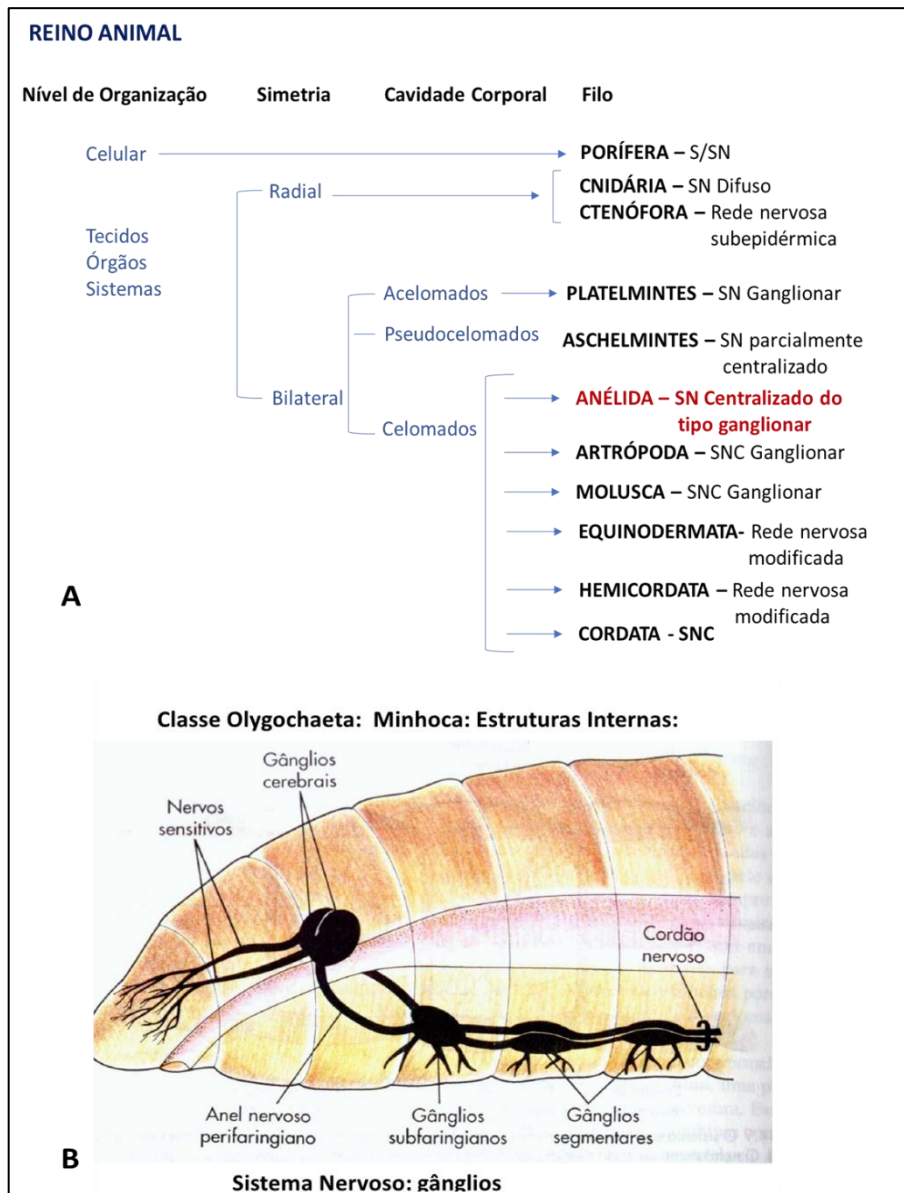 REINO ANIMAL
Nível de Organização Simetria Cavidade Corporal Filo
Celular PORÍFERA – S/SN
Radial CNIDÁRIA – SN Difuso
CTENÓFORA – Rede nervosa
subepidérmica
Tecidos
Órgãos
Sistemas
Acelomados PLATELMINTES – SN Ganglionar
Pseudocelomados ASCHELMINTES – SN parcialmente
centralizado
Bilateral ANÉLIDA – SN Centralizado do
tipo ganglionar
Celomados
ARTRÓPODA – SNC Ganglionar
MOLUSCA – SNC Ganglionar
EQUINODERMATA- Rede nervosa
modificada
HEMICORDATA – Rede nervosa
modificada
CORDATA - SNC
A
Classe Olygochaeta: Minhoca: Estruturas Internas:
Gânglios
cerebrais
Nervos
sensitivos
Cordão
nervoso
Anel nervoso
perifaringiano
Gânglios
subfaringianos
Gânglios
segmentares
B
Sistema Nervoso: gânglios